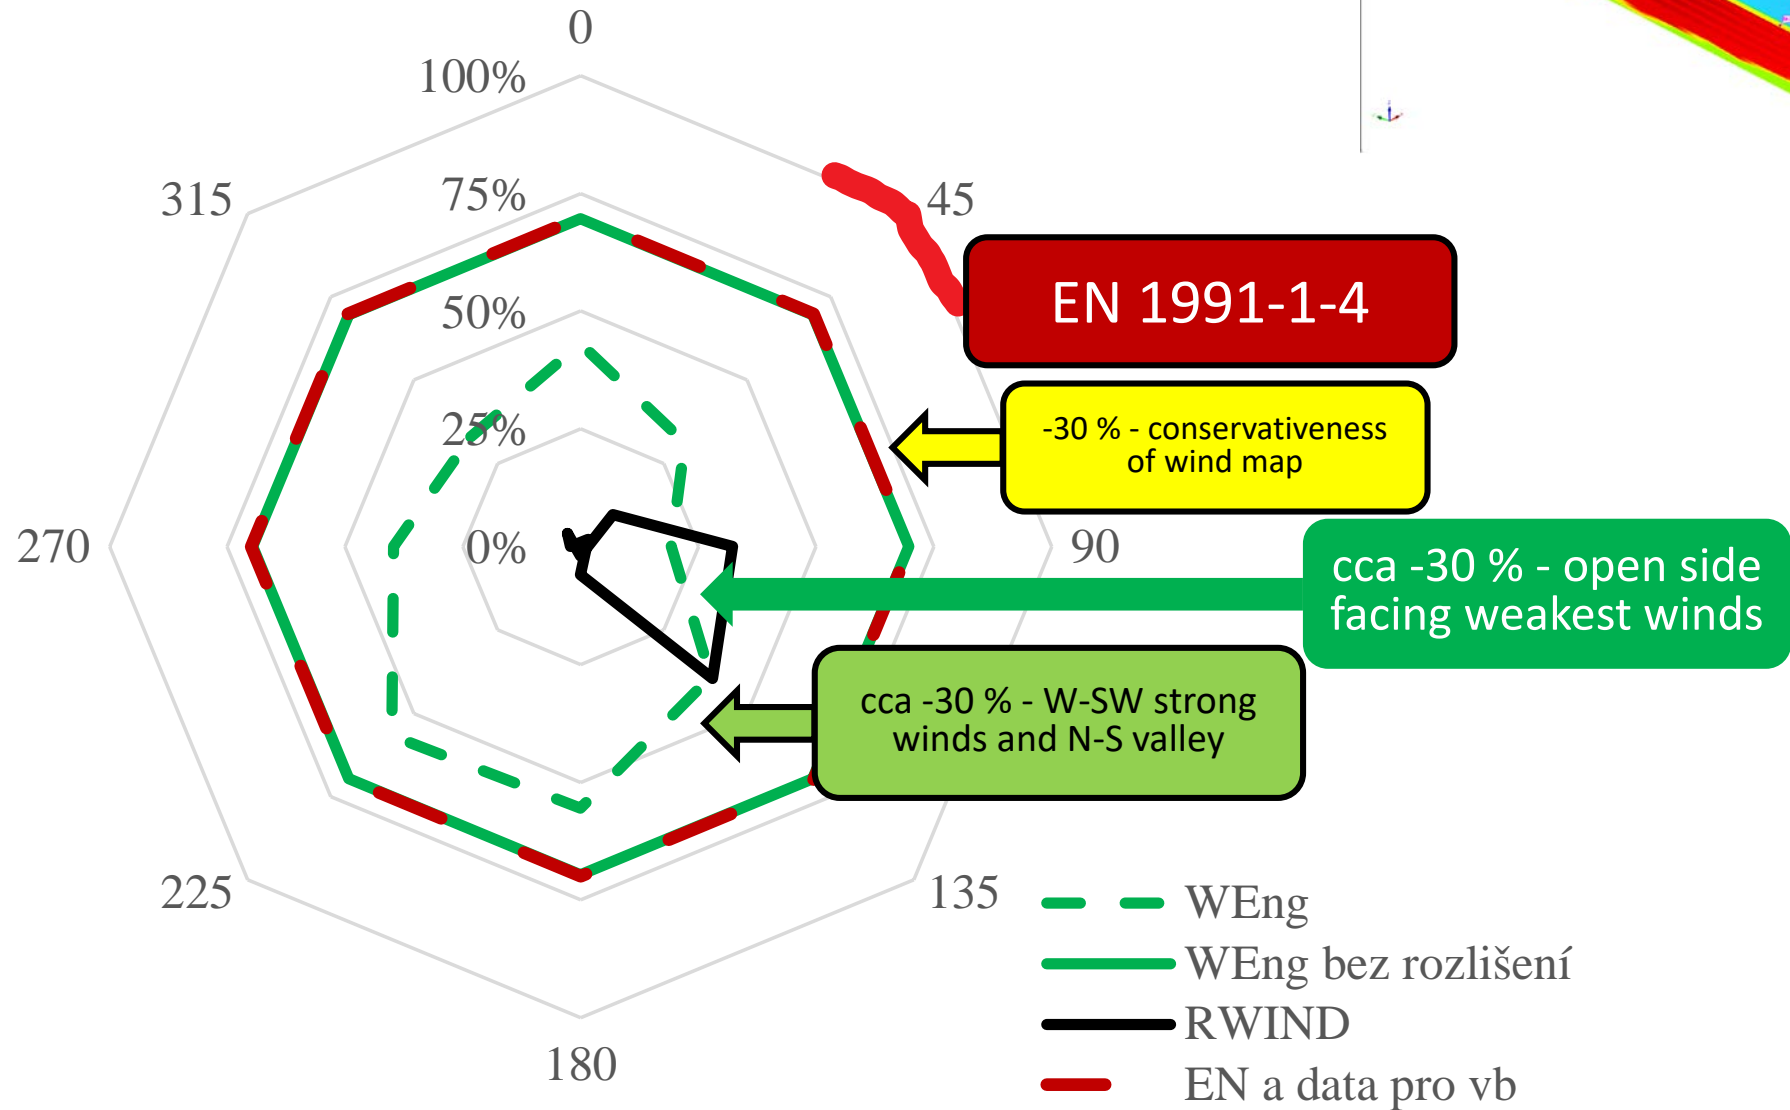 0
100%
75%
50%
25%
0%
45
90
135
180
225
270
315
EN 1991-1-4
-30 % - conservativeness
of wind map
cca -30 % - open side
facing weakest winds
cca -30 % - W-SW strong
winds and N-S valley
WEng
WEng bez rozlišení
RWIND
EN a data pro vb